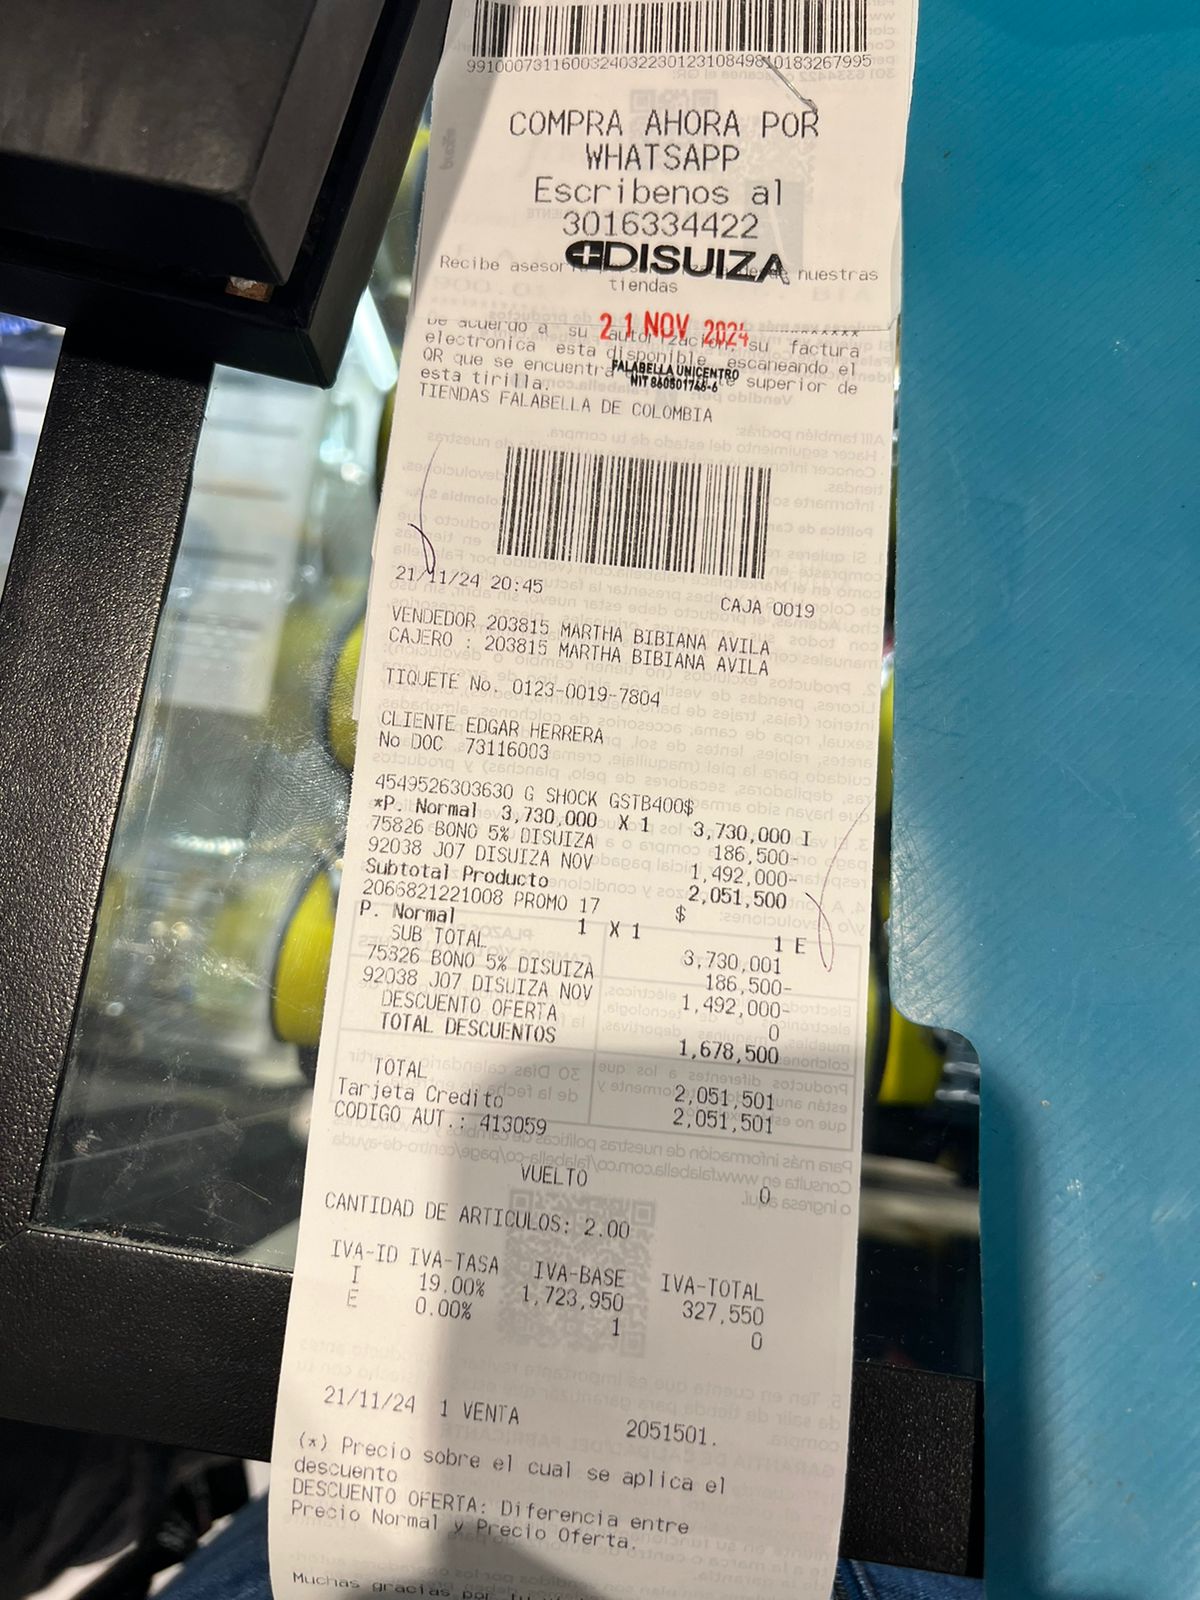 99100073116003240322301231084981018326​7995
COMPRA AHORA POR
WHATSAPP
Escribenos al
3016334422
DISUIZA
Recibe nuestras
tiendas
21 NOV 2024
De acuerdo a su autorización, su factura
electronica esta disponible escaneando el
FALABELLA UNICENTRO
QR que se encuentra superior de
NIT
esta tirilla.
TIENDAS FALABELLA DE COLOMBIA
21/11/24 20:45 CAJA 0019
VENDEDOR 203815 MARTHA BIBIANA AVILA
CAJERO : 203815 MARTHA BIBIANA AVILA
TIQUETE No. 0123-0019-7804
CLIENTE EDGAR HERRERA
No DOC 73116003
4549526303630 G SHOCK GSTB400$
*P. Normal 3,730,000 X 1 3,730,000 I
75826 BONO 5% DISUIZA 186,500-
92038 J07 DISUIZA NOV 1,492,000-
Subtotal Producto 2,051,500
2066821221008 PROMO 17 $
P. Normal 1 X 1 1 E
SUB TOTAL 3,730,001
75826 BONO 5% DISUIZA 186,500-
92038 J07 DISUIZA NOV 1,492,000-
DESCUENTO OFERTA 0
TOTAL DESCUENTOS 1,678,500
TOTAL 2,051,501
Tarjeta Credito 2,051,501
CODIGO AUT.: 413059
VUELTO 0
CANTIDAD DE ARTICULOS: 2.00
IVA-ID IVA-TASA IVA-BASE IVA-TOTAL
I 19.00% 1,723,950 327,550
E 0.00% 1 0
21/11/24 1 VENTA 2051501.
(*) Precio sobre el cual se aplica el
descuento
DESCUENTO OFERTA: Diferencia entre
Precio Normal y Precio Oferta.
Muchas gracias por tu